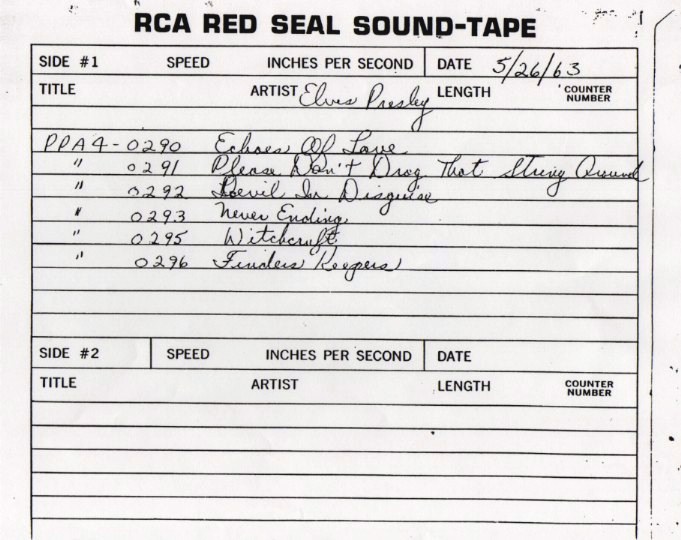 RCA RED SEAL SOUND-TAPE
SIDE #1 SPEED INCHES PER SECOND DATE 5/26/63
TITLE ARTIST Elvis Presley LENGTH COUNTER NUMBER
PPA4-0290 Echoes Of Love
" 0291 Please Don't Drag That String Around
" 0292 Devil In Disguise
" 0293 Never Ending
" 0295 Witchcraft
" 0296 Finders Keepers
SIDE #2 SPEED INCHES PER SECOND DATE
TITLE ARTIST LENGTH COUNTER NUMBER